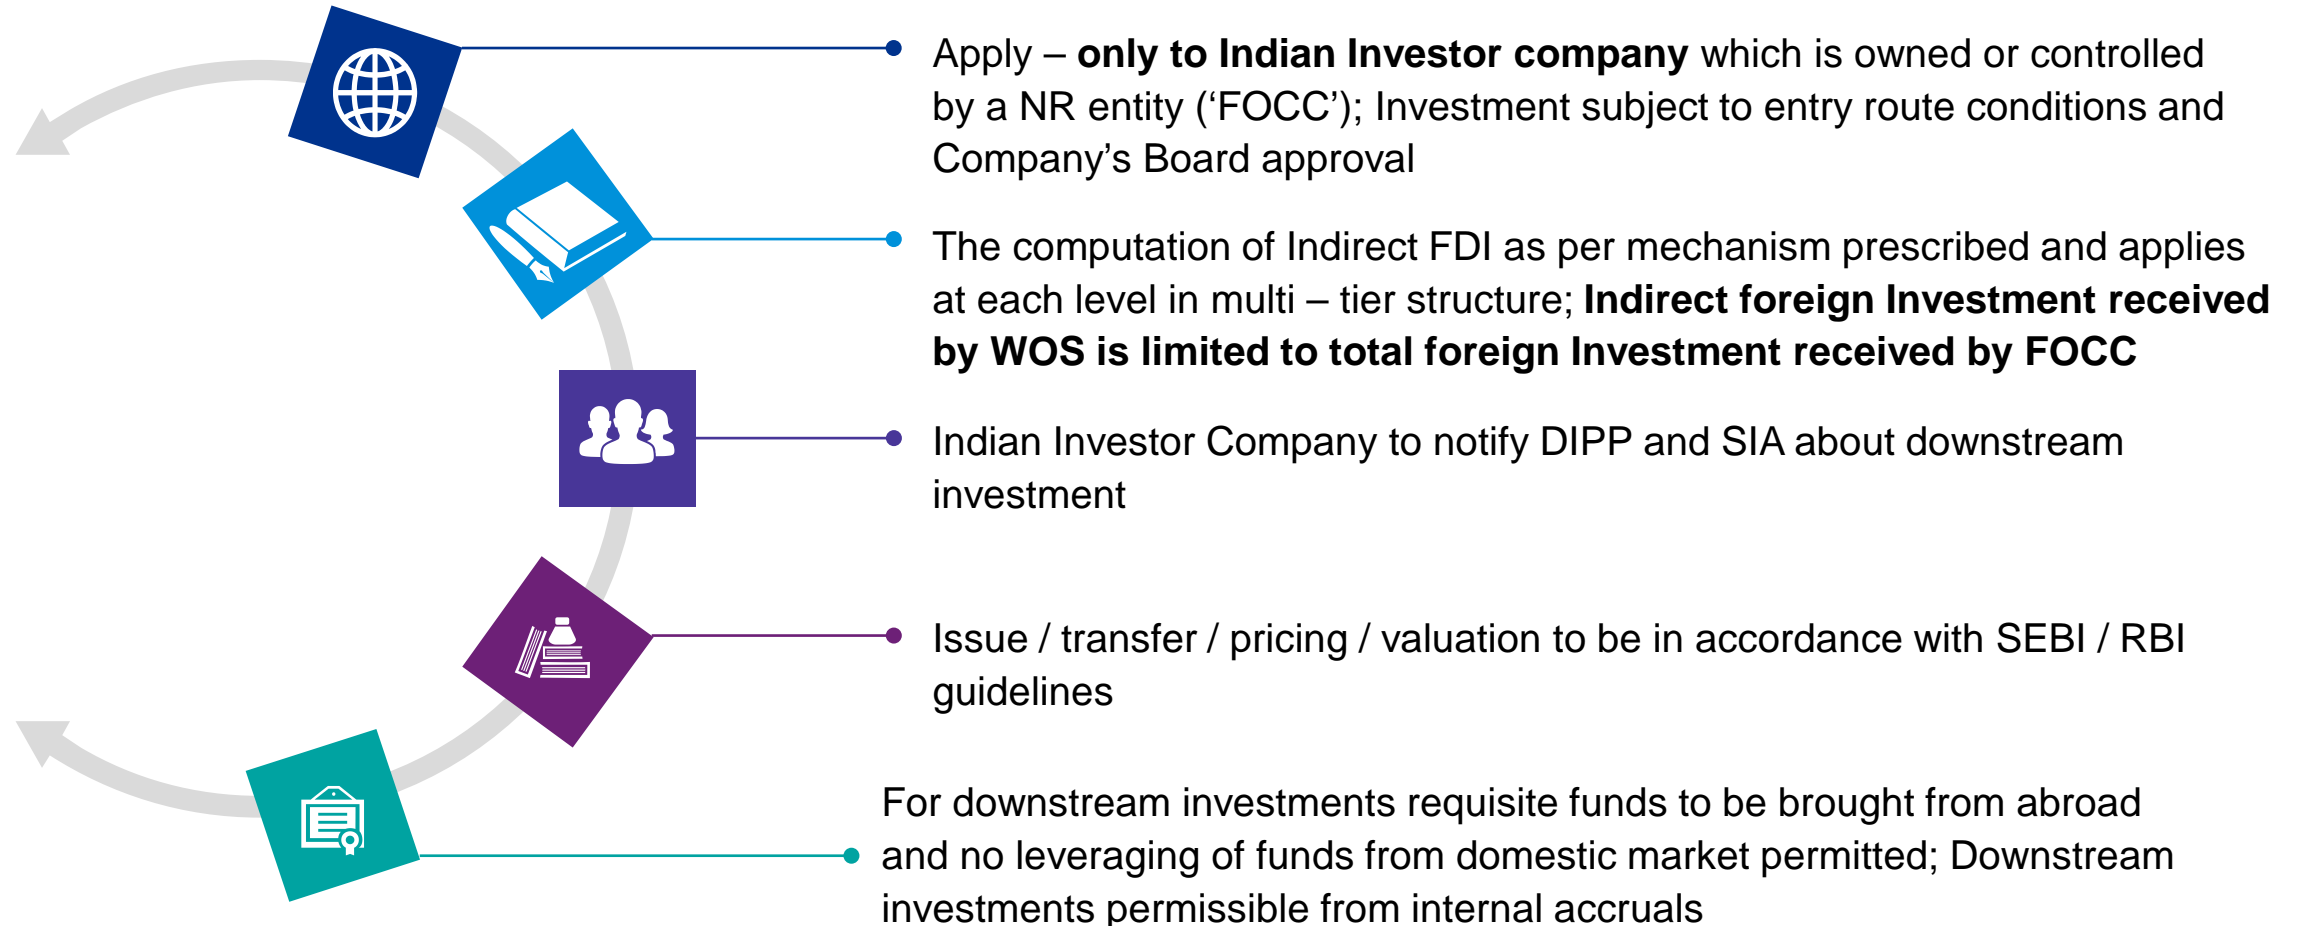 Apply – only to Indian Investor company which is owned or controlled
by a NR entity (‘FOCC’); Investment subject to entry route conditions and
Company’s Board approval
The computation of Indirect FDI as per mechanism prescribed and applies
at each level in multi – tier structure; Indirect foreign Investment received
by WOS is limited to total foreign Investment received by FOCC
Indian Investor Company to notify DIPP and SIA about downstream
investment
Issue / transfer / pricing / valuation to be in accordance with SEBI / RBI
guidelines
For downstream investments requisite funds to be brought from abroad
and no leveraging of funds from domestic market permitted; Downstream
investments permissible from internal accruals